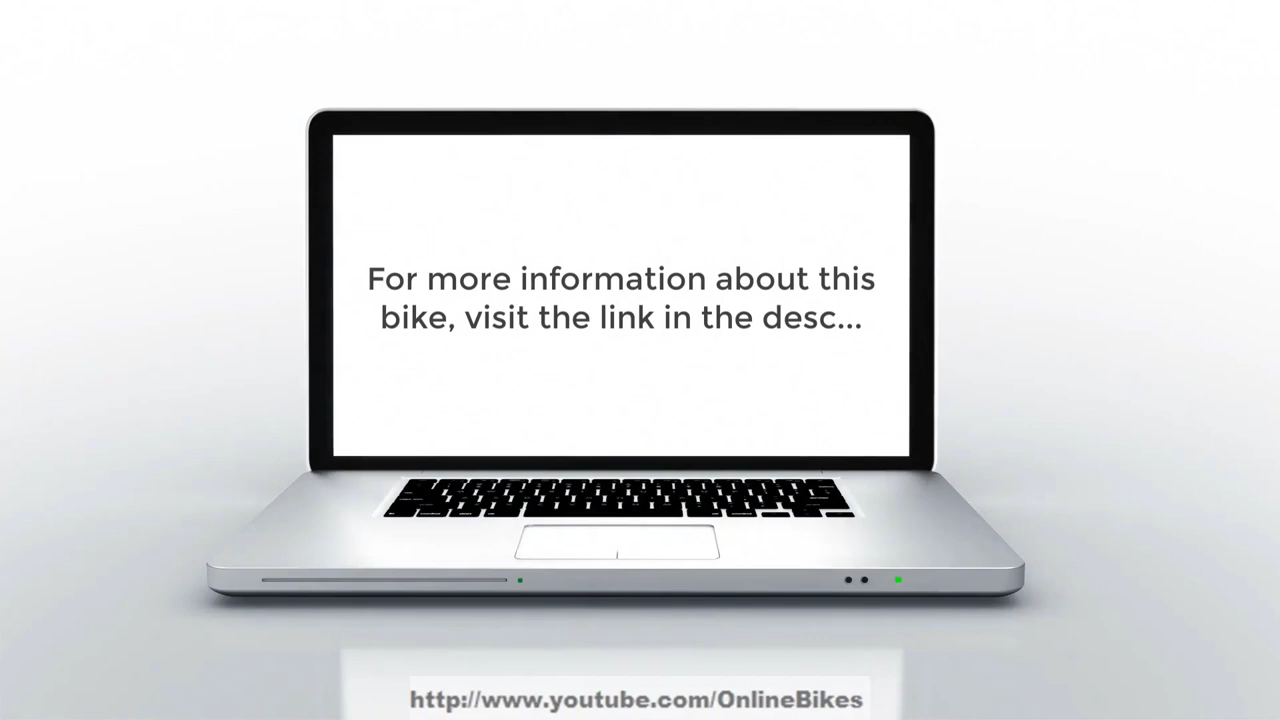 For more information about this
bike, visit the link in the desc...
http://www.youtube.com/OnlineBikes